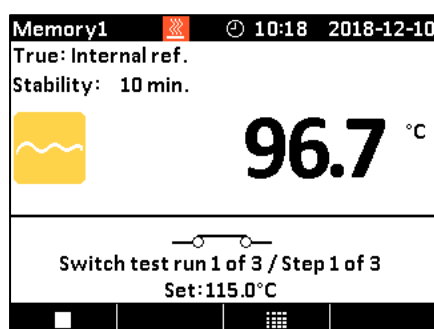 Memory1 10:18 2018-12-10
True: Internal ref.
Stability: 10 min.
96.7 °C
Switch test run 1 of 3 / Step 1 of 3
Set:115.0°C